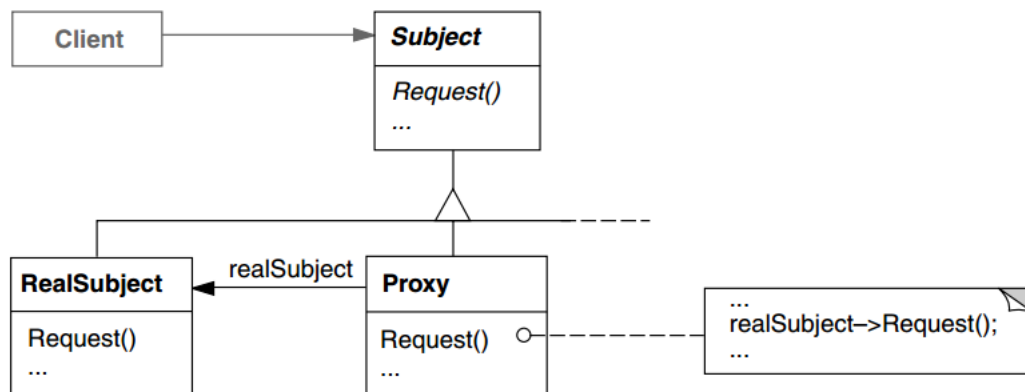 Client
Subject
Request()
...
RealSubject
Request()
...
realSubject
Proxy
Request()
...
...
realSubject–>Request();
...